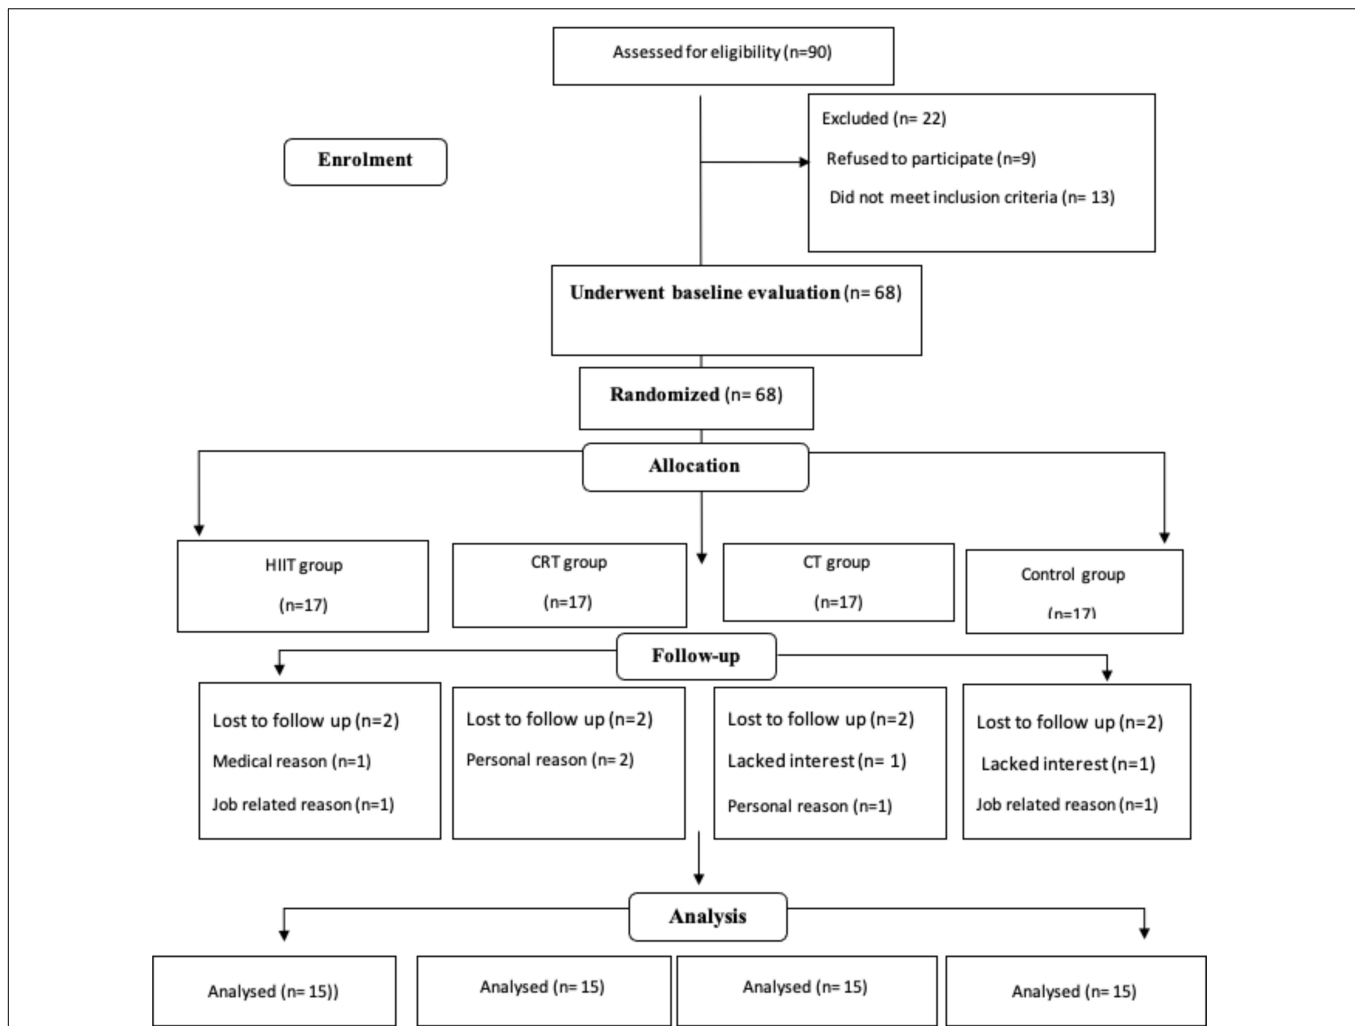 Assessed for eligibility (n=90)
Excluded (n= 22)
Enrolment
Refused to participate (n=9)
Did not meet inclusion criteria (n= 13)
Underwent baseline evaluation (n= 68)
Randomized (n= 68)
Allocation
HIIT group
(n=17)
CRT group
(n=17)
CT group
(n=17)
Control group
(n=17)
Follow-up
Lost to follow up (n=2)
Medical reason (n=1)
Job related reason (n=1)
Lost to follow up (n=2)
Personal reason (n= 2)
Lost to follow up (n=2)
Lacked interest (n= 1)
Personal reason (n=1)
Lost to follow up (n=2)
Lacked interest (n=1)
Job related reason (n=1)
Analysis
Analysed (n= 15))
Analysed (n= 15)
Analysed (n= 15)
Analysed (n= 15)